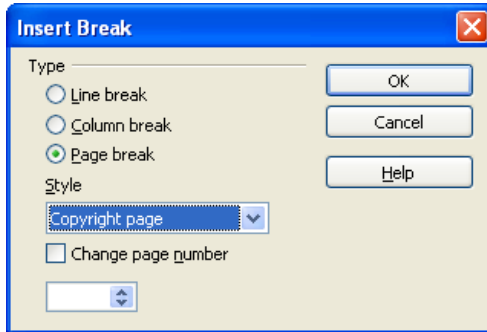 Insert Break
Type
Line break
Column break
Page break
Style
Copyright page
Change page number
OK
Cancel
Help